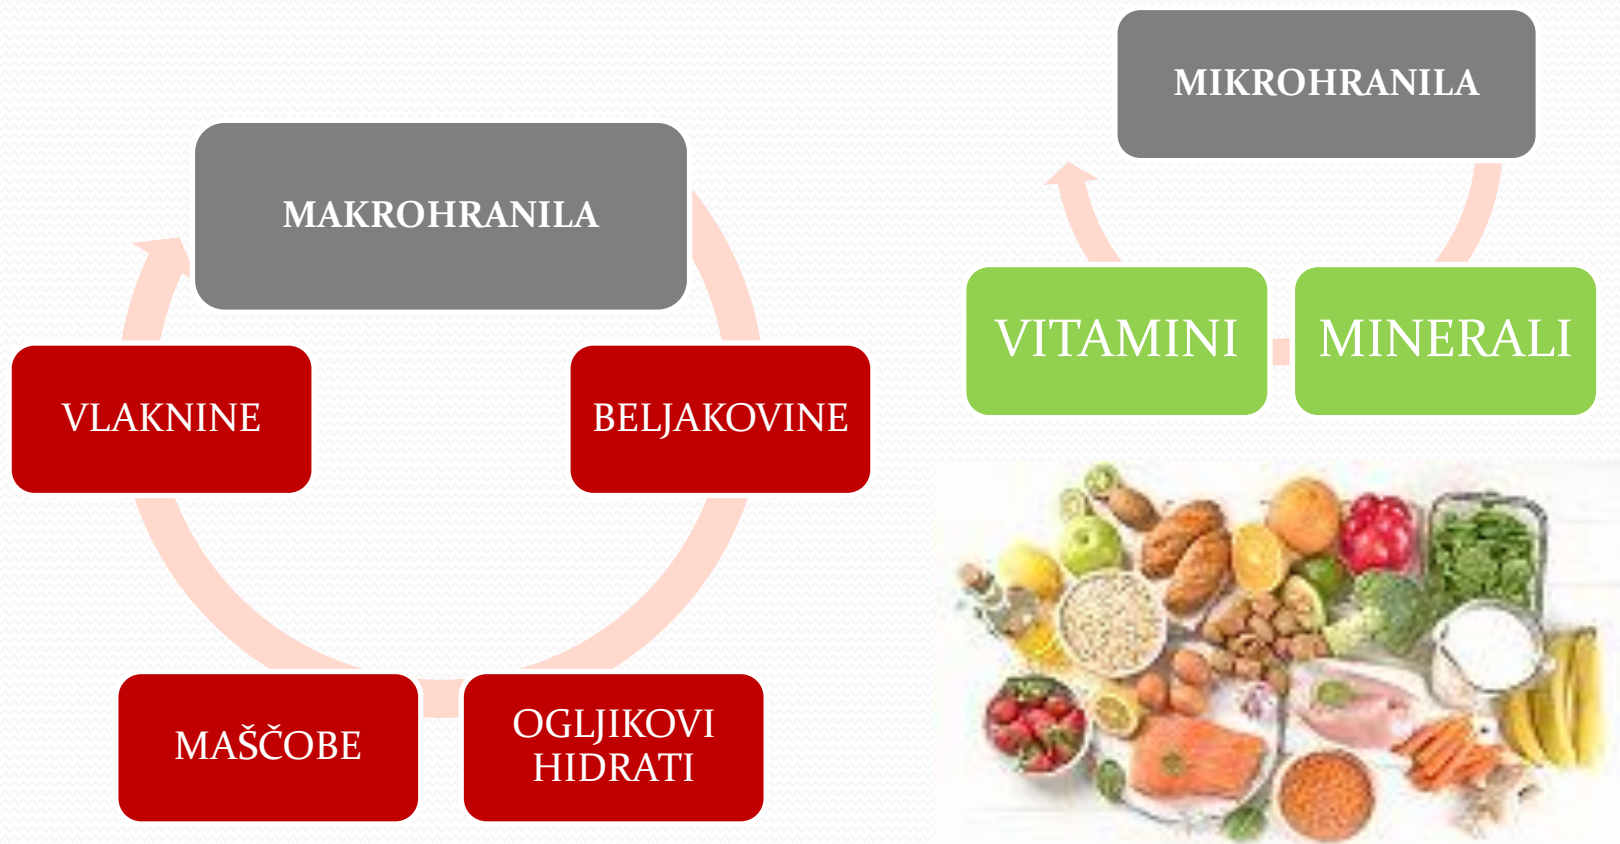 MAKROHRANILA
BELJAKOVINE
OGLJIKOVI
HIDRATI
MAŠČOBE
VLAKNINE
MIKROHRANILA
VITAMINI
MINERALI